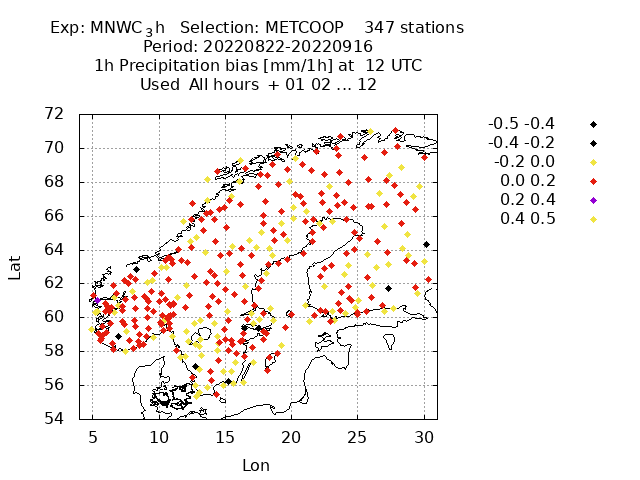 Exp: MNWC_3h   Selection: METCOOP    347 stations
Period: 20220822-20220916
1h Precipitation bias [mm/1h] at  12 UTC
Used  All hours  + 01 02 ... 12
72
70
68
66
64
62
60
58
56
54
5 10 15 20 25 30
Lat
Lon
-0.5 -0.4
-0.4 -0.2
-0.2 0.0
0.0 0.2
0.2 0.4
0.4 0.5